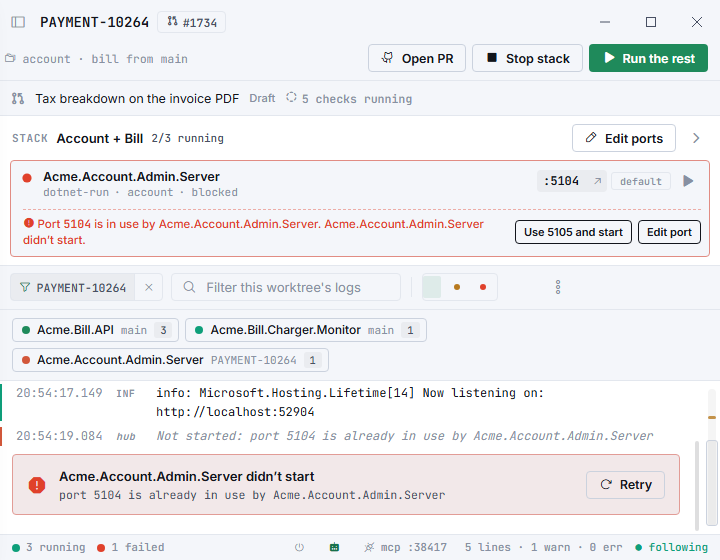 PAYMENT-10264 #1734
account · bill from main Open PR Stop stack Run the rest
Tax breakdown on the invoice PDF Draft 5 checks running
STACK Account + Bill 2/3 running Edit ports
Acme.Account.Admin.Server :5104 default
dotnet-run · account · blocked
Port 5104 is in use by Acme.Account.Admin.Server. Acme.Account.Admin.Server
didn't start.
Use 5105 and start Edit port
PAYMENT-10264 Filter this worktree's logs
Acme.Bill.API main 3 Acme.Bill.Charger.Monitor main 1
Acme.Account.Admin.Server PAYMENT-10264 1
20:54:17.149 INF info: Microsoft.Hosting.Lifetime[14] Now listening on:
http://localhost:52904
20:54:19.084 hub Not started: port 5104 is already in use by Acme.Account.Admin.Server
Acme.Account.Admin.Server didn't start
port 5104 is already in use by Acme.Account.Admin.Server
Retry
3 running 1 failed mcp :38417 5 lines · 1 warn · 0 err following